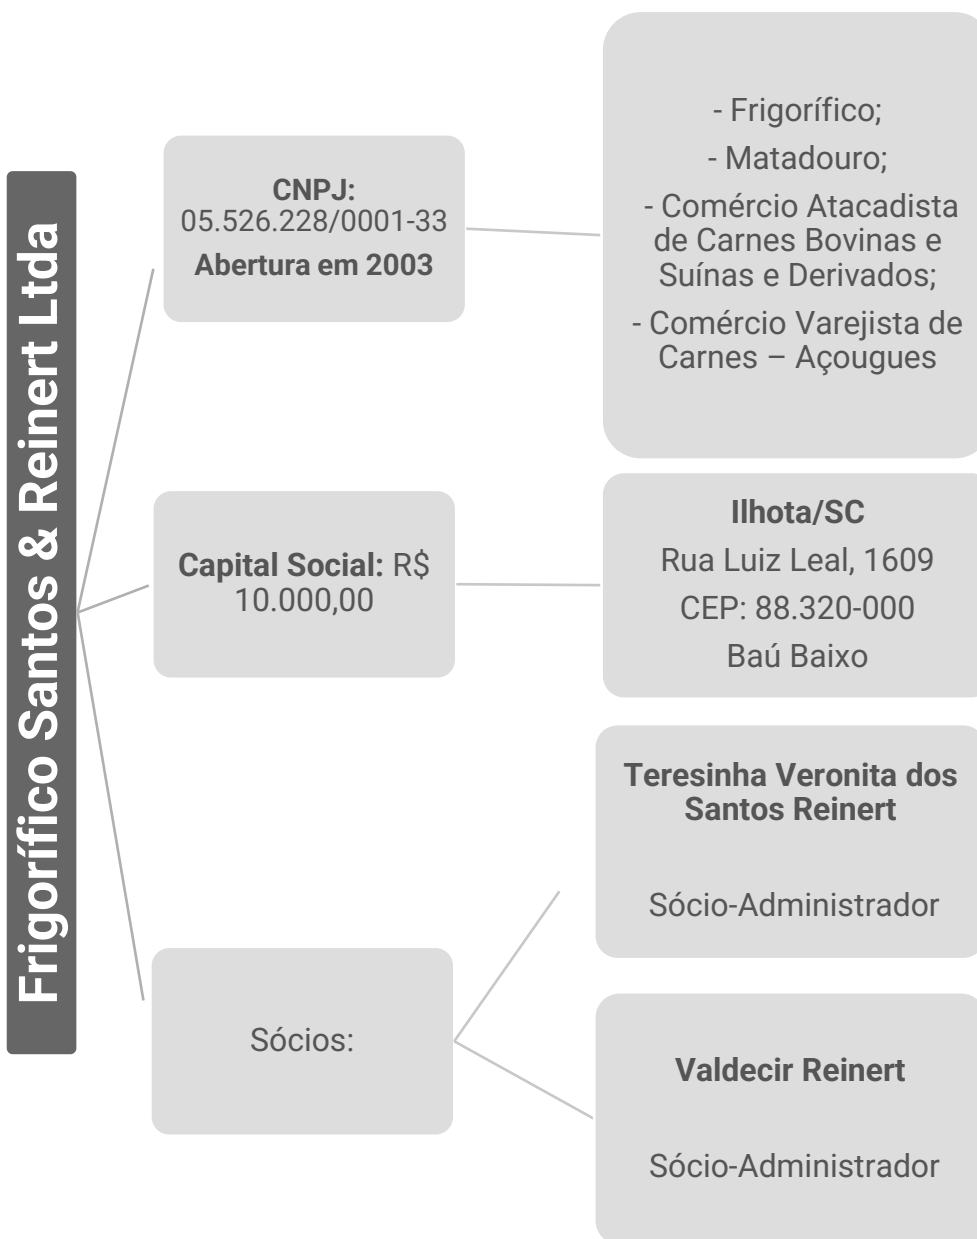 Frigorífico Santos & Reinert Ltda
CNPJ:
05.526.228/0001-33
Abertura em 2003
- Frigorífico;
- Matadouro;
- Comércio Atacadista
de Carnes Bovinas e
Suínas e Derivados;
- Comércio Varejista de
Carnes – Açougues
Capital Social: R$
10.000,00
Ilhota/SC
Rua Luiz Leal, 1609
CEP: 88.320-000
Baú Baixo
Sócios:
Teresinha Veronita dos
Santos Reinert
Sócio-Administrador
Valdecir Reinert
Sócio-Administrador